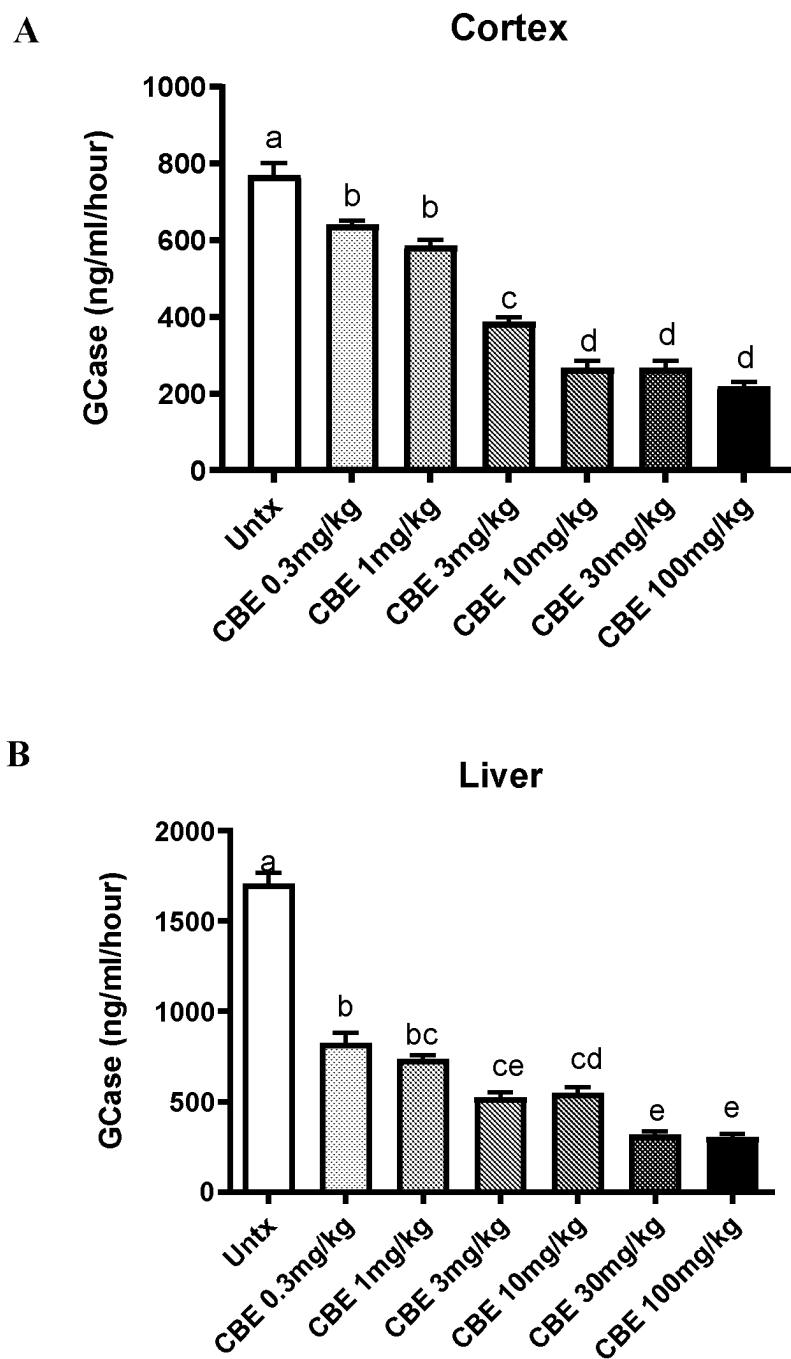 A
Cortex
GCase (ng/ml/hour)
1000
800
600
400
200
0
a
b
b
c
d
d
d
Untx
CBE 0.3mg/kg
CBE 1mg/kg
CBE 3mg/kg
CBE 10mg/kg
CBE 30mg/kg
CBE 100mg/kg
B
Liver
GCase (ng/ml/hour)
2000
1500
1000
500
0
a
b
bc
ce
cd
e
e
Untx
CBE 0.3mg/kg
CBE 1mg/kg
CBE 3mg/kg
CBE 10mg/kg
CBE 30mg/kg
CBE 100mg/kg